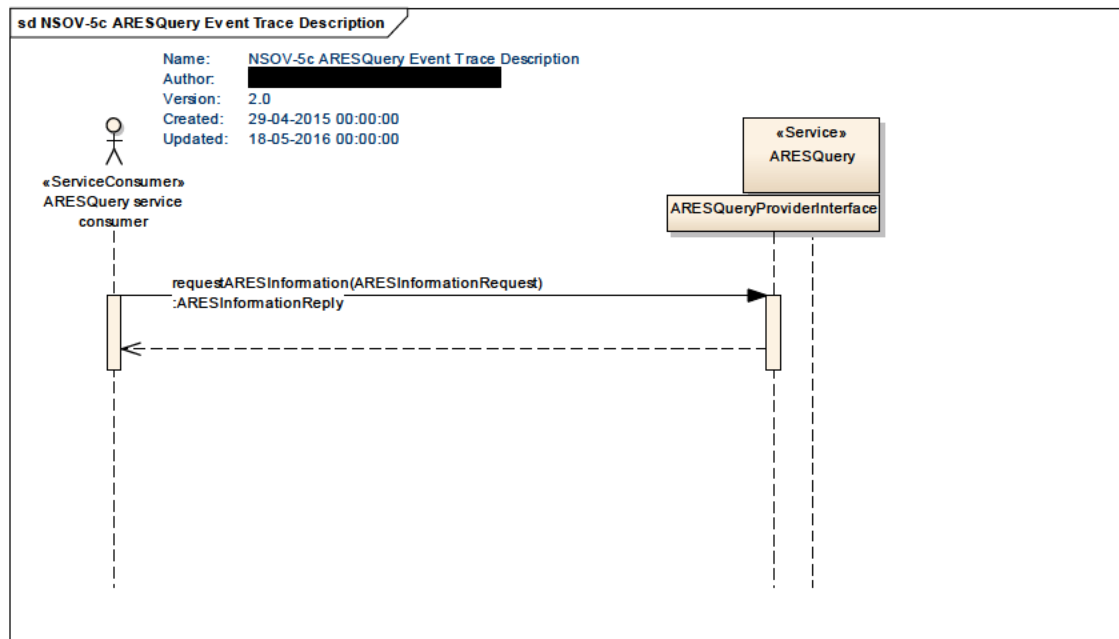 sd NSOV-5c ARESQuery Event Trace Description
Name: NSOV-5c ARESQuery Event Trace Description
Author:
Version: 2.0
Created: 29-04-2015 00:00:00
Updated: 18-05-2016 00:00:00
«ServiceConsumer»
ARESQuery service
consumer
«Service»
ARESQuery
ARESQueryProviderInterface
requestARESInformation(ARESInformationRequest)
:ARESInformationReply